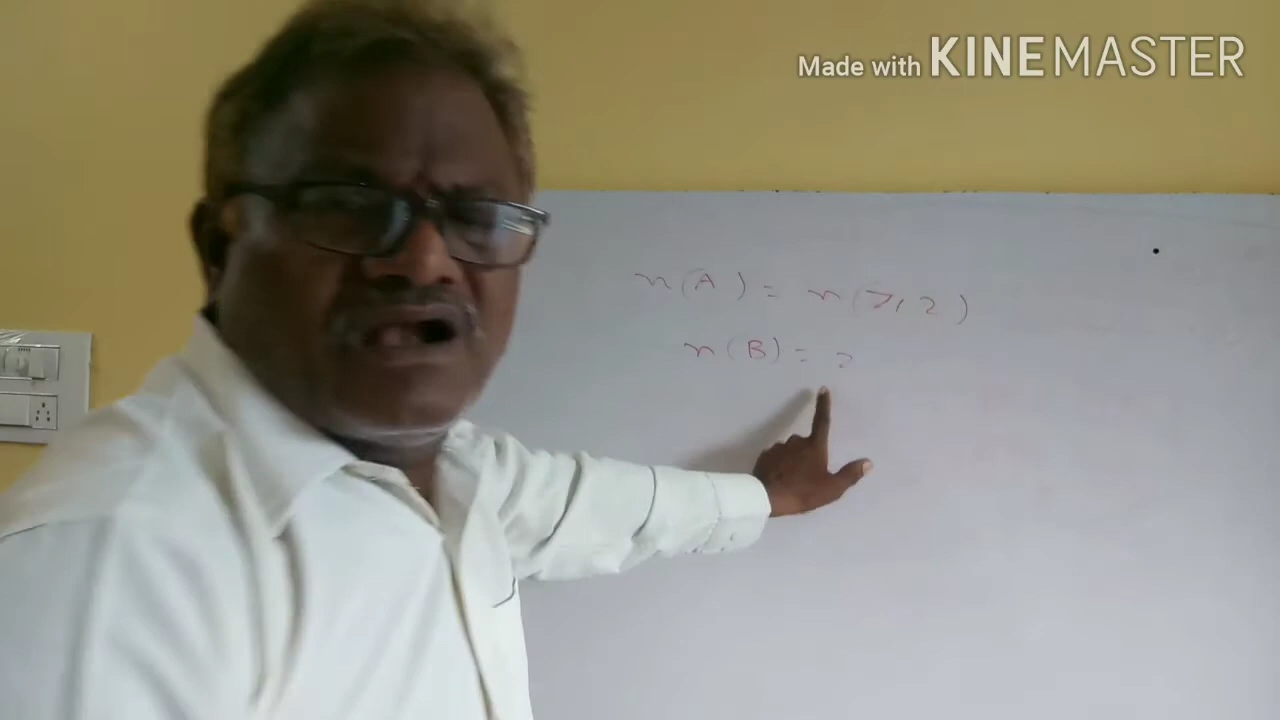 Made with KINEMASTER
n(A) = n(7,2)
n(B) = ?